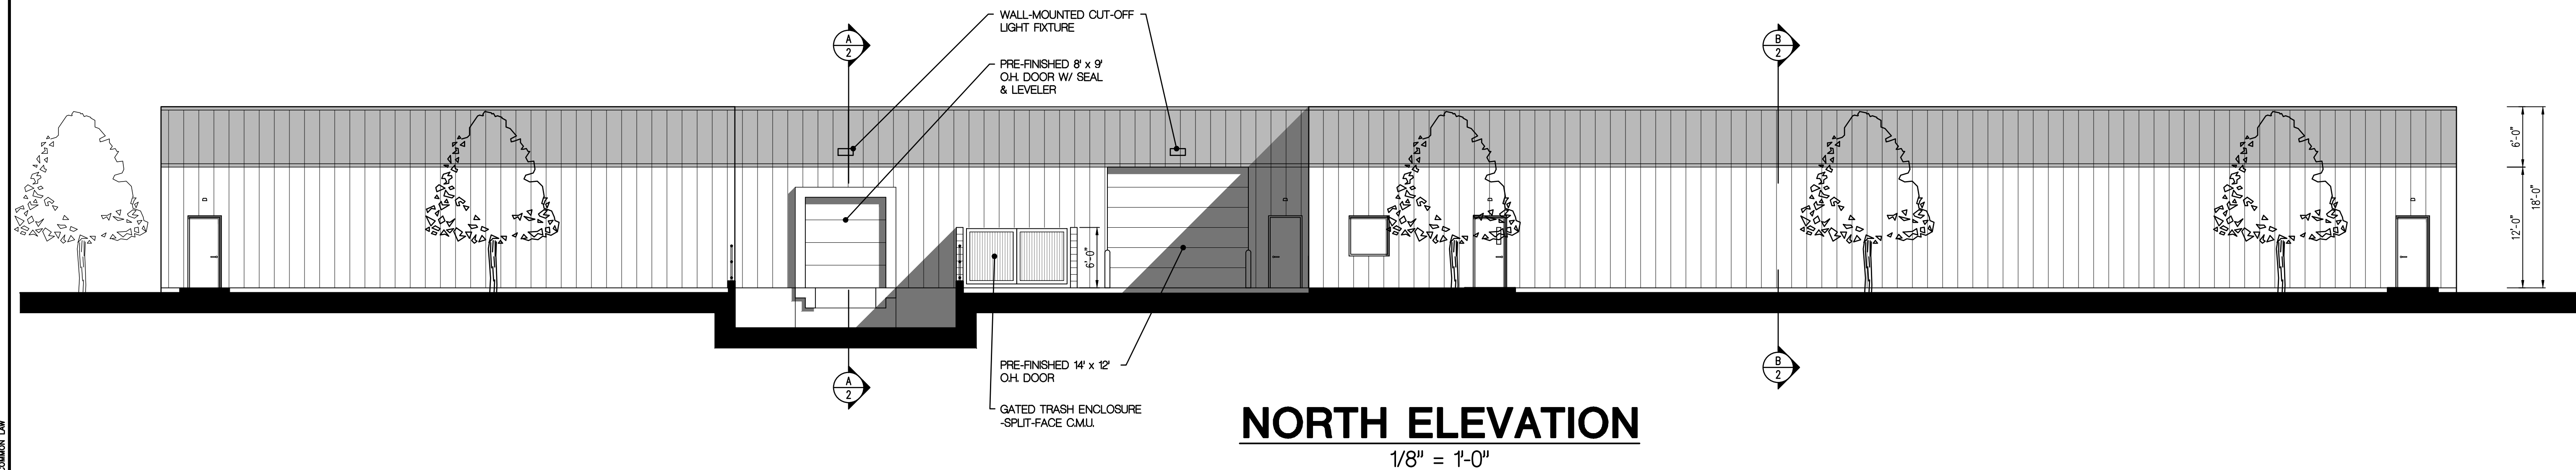 WALL-MOUNTED CUT-OFF
LIGHT FIXTURE
A
2
B
2
PRE-FINISHED 8' x 9'
O.H. DOOR W/ SEAL
& LEVELER
6'-0"
12'-0"
18'-0"
6'-0"
PRE-FINISHED 14' x 12'
O.H. DOOR
A
2
B
2
GATED TRASH ENCLOSURE
-SPLIT-FACE C.M.U.
NORTH ELEVATION
1/8" = 1'-0"
COMMON LAW